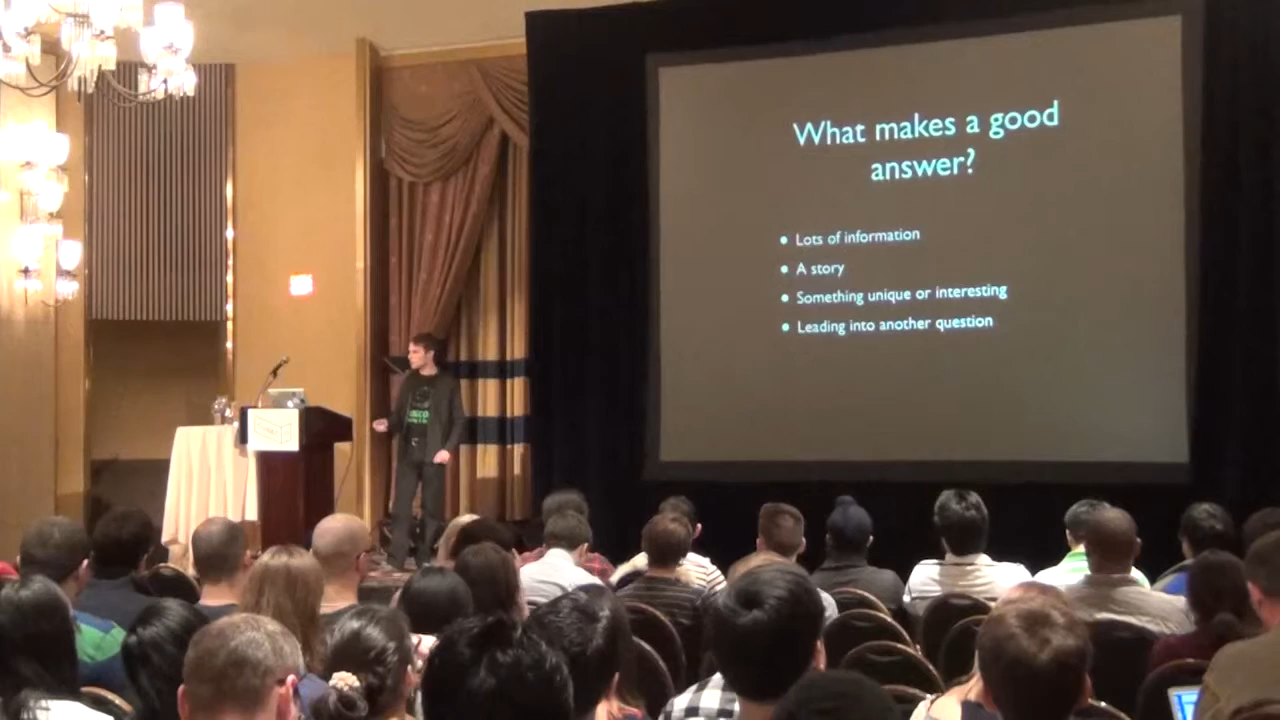 What makes a good
answer?
Lots of information
A story
Something unique or interesting
Leading into another question